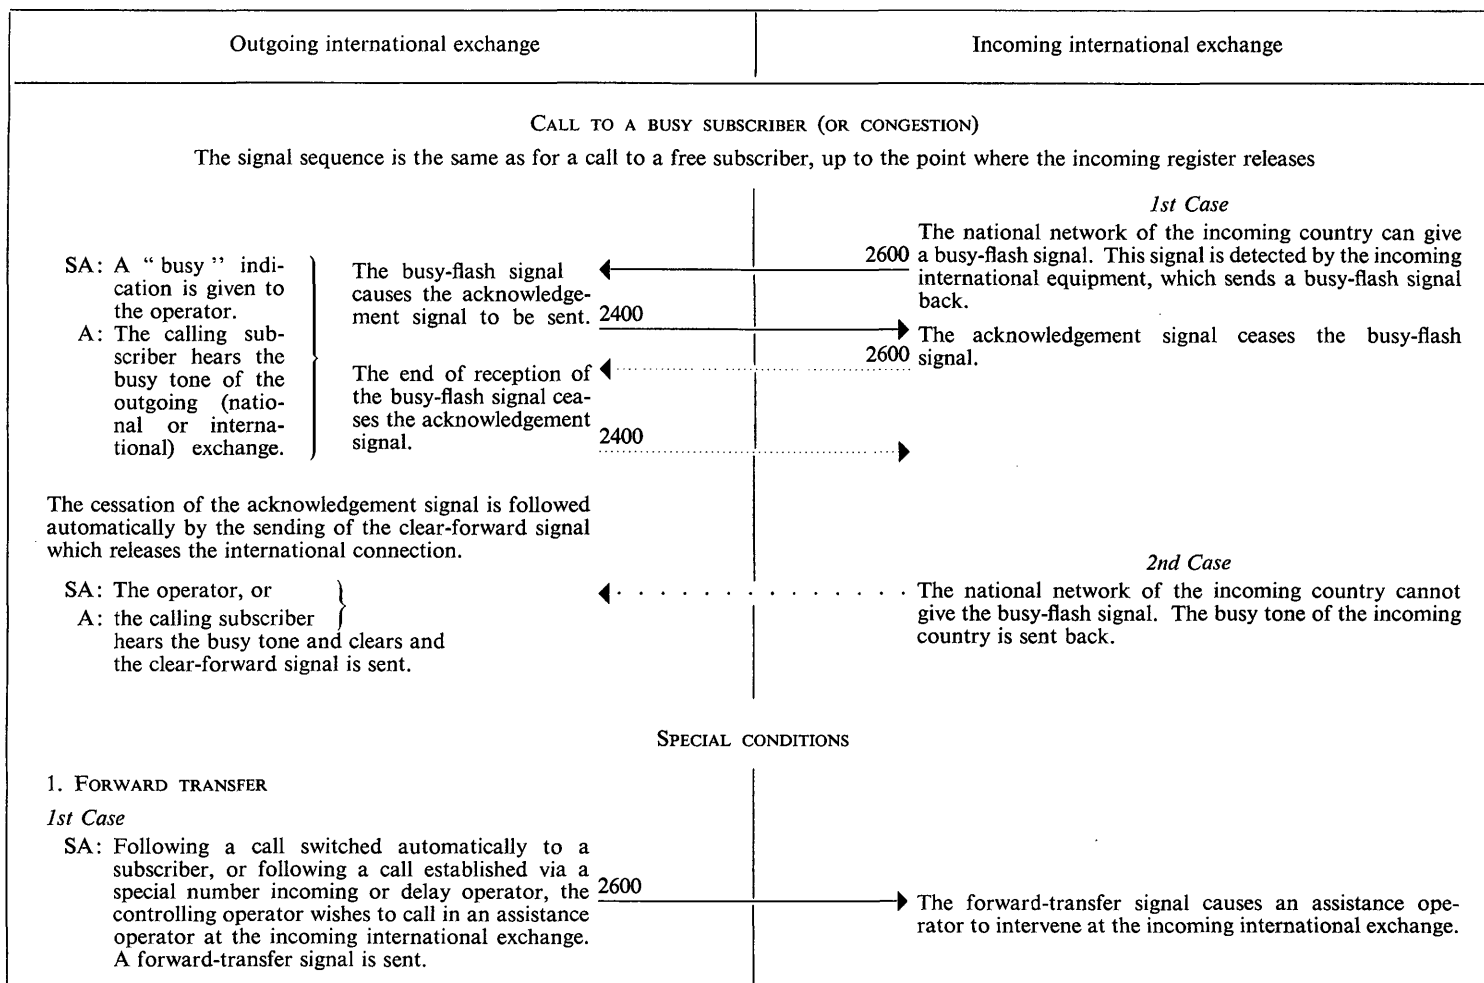 Outgoing international exchange
Incoming international exchange
CALL TO A BUSY SUBSCRIBER (OR CONGESTION)
The signal sequence is the same as for a call to a free subscriber, up to the point where the incoming register releases
SA: A “ busy ” indi-
cation is given to
the operator.
A: The calling sub-
scriber hears the
busy tone of the
outgoing (natio-
nal or interna-
tional) exchange.
The busy-flash signal
causes the acknowledge-
ment signal to be sent.
2400
The end of reception of
the busy-flash signal cea-
ses the acknowledgement
signal.
2400
1st Case
2600
The national network of the incoming country can give
a busy-flash signal. This signal is detected by the incoming
international equipment, which sends a busy-flash signal
back.
The acknowledgement signal ceases the busy-flash
2600 signal.
The cessation of the acknowledgement signal is followed
automatically by the sending of the clear-forward signal
which releases the international connection.
SA: The operator, or
A: the calling subscriber
hears the busy tone and clears and
the clear-forward signal is sent.
2nd Case
The national network of the incoming country cannot
give the busy-flash signal. The busy tone of the incoming
country is sent back.
SPECIAL CONDITIONS
1. FORWARD TRANSFER
1st Case
SA: Following a call switched automatically to a
subscriber, or following a call established via a
special number incoming or delay operator, the
controlling operator wishes to call in an assistance
operator at the incoming international exchange.
A forward-transfer signal is sent.
2600
The forward-transfer signal causes an assistance ope-
rator to intervene at the incoming international exchange.